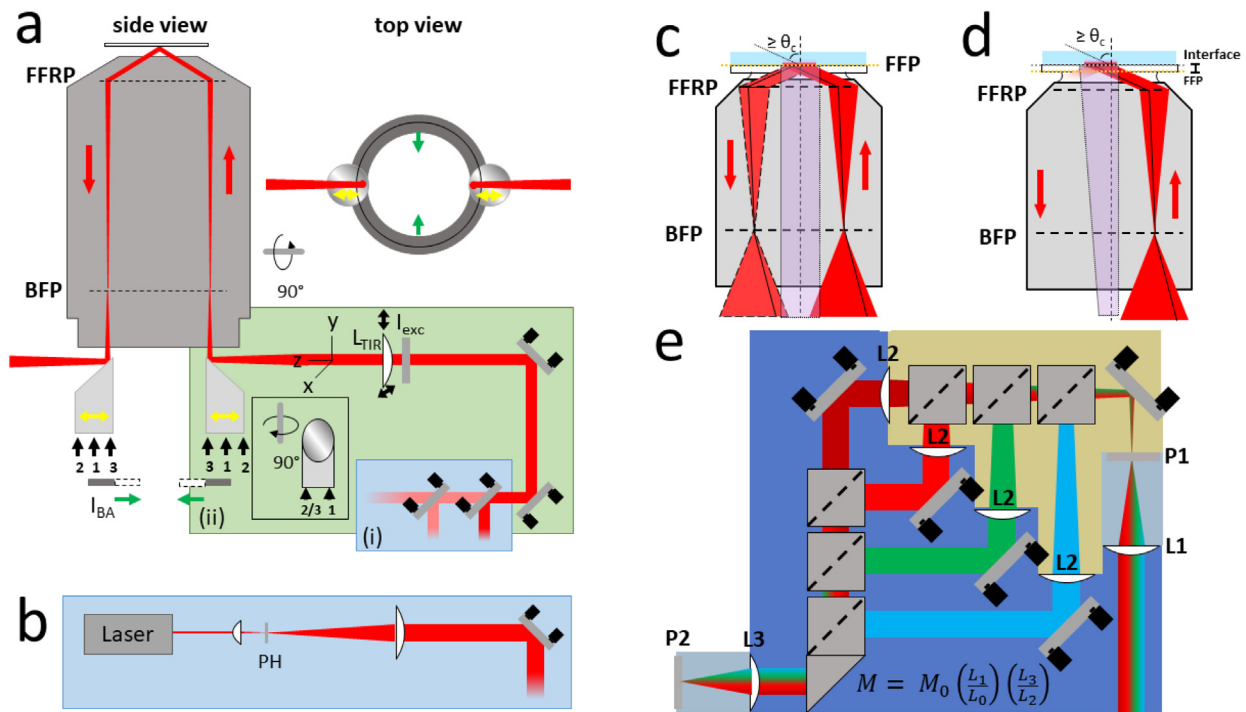 a
side view
top view
FFRP
BFP
90°
L_TIR
I_exc
y
z
x
90°
2/3 1
2 1 3
3 1 2
I_BA
(ii)
(i)
b
Laser
PH
c
≥ θ_c
FFP
FFRP
BFP
d
≥ θ_c
Interface
FFP
FFRP
BFP
e
L2
L2
L2
L2
P1
L1
P2
L3
M = M_0 (L_1/L_0) (L_3/L_2)